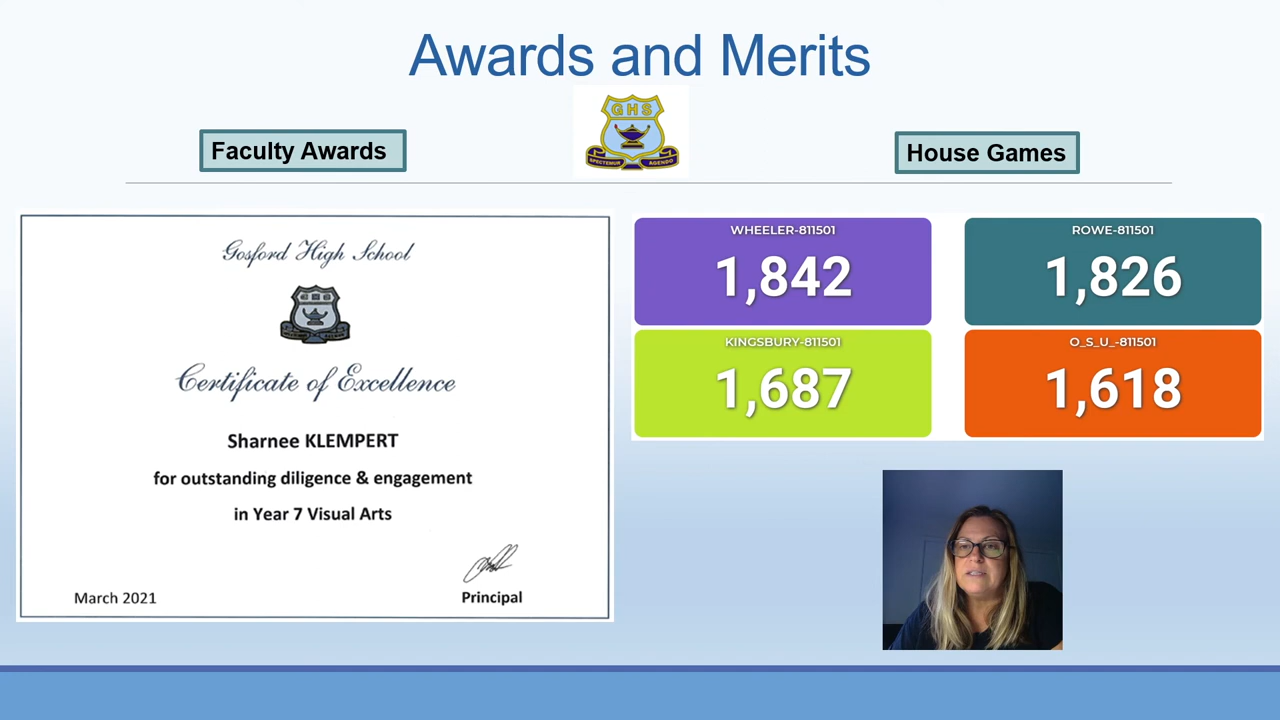 Awards and Merits
GHS
SPECTEMUR AGENDO
Faculty Awards
House Games
Gosford High School
Certificate of Excellence
Sharnee KLEMPERT
for outstanding diligence & engagement
in Year 7 Visual Arts
March 2021
Principal
WHEELER-811501
1,842
ROWE-811501
1,826
KINGSBURY-811501
1,687
O_S_U_-811501
1,618